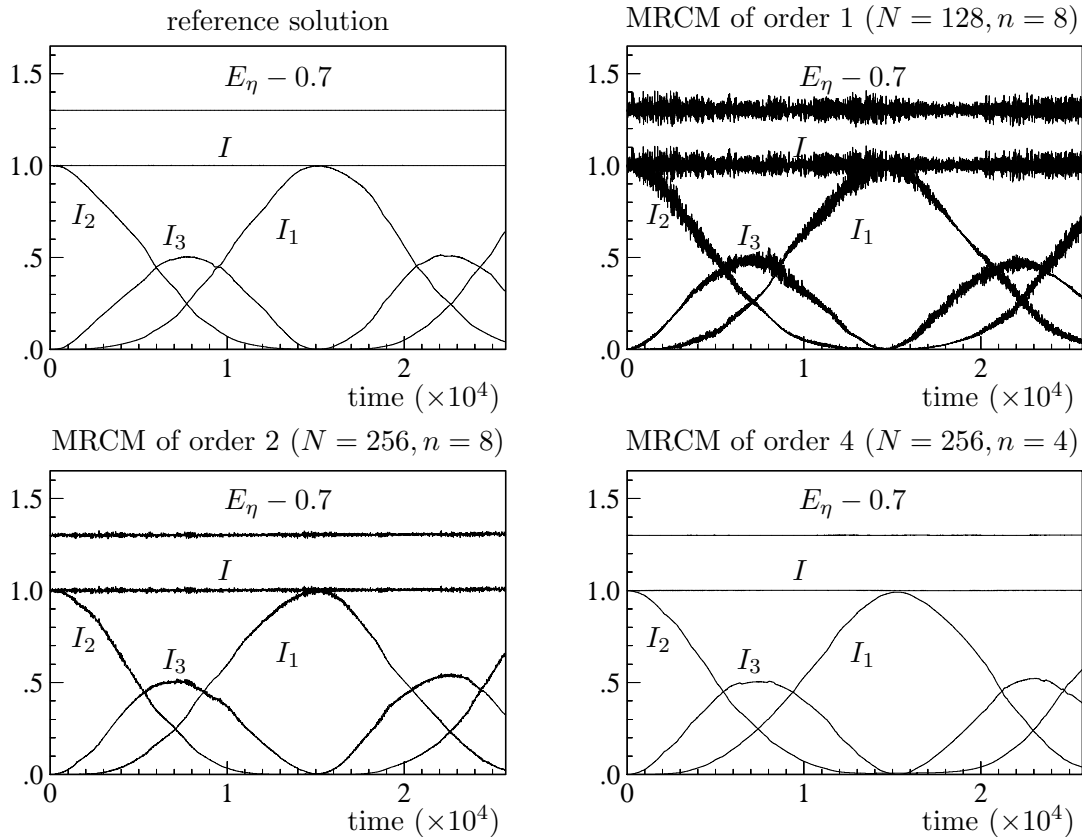 reference solution
1.5
1.0
.5
.0
E_η − 0.7
I
I_2
I_3
I_1
0
1
2
time (×10^4)
MRCM of order 1 (N = 128, n = 8)
1.5
1.0
.5
.0
E_η − 0.7
I
I_2
I_3
I_1
0
1
2
time (×10^4)
MRCM of order 2 (N = 256, n = 8)
1.5
1.0
.5
.0
E_η − 0.7
I
I_2
I_3
I_1
0
1
2
time (×10^4)
MRCM of order 4 (N = 256, n = 4)
1.5
1.0
.5
.0
E_η − 0.7
I
I_2
I_3
I_1
0
1
2
time (×10^4)